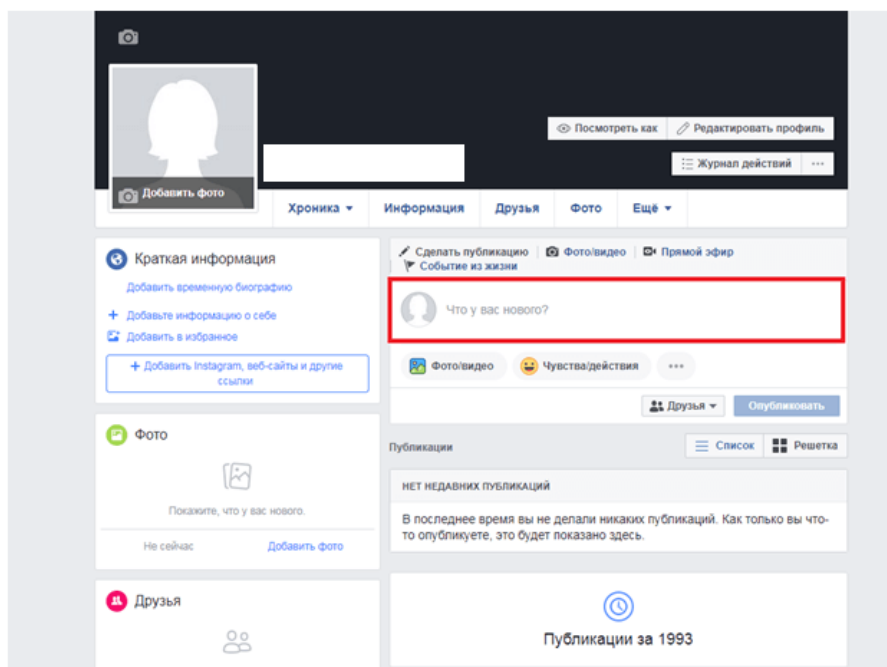 Посмотреть как
Редактировать профиль
Журнал действий
Добавить фото
Хроника
Информация
Друзья
Фото
Ещё
Краткая информация
Добавить временную биографию
Добавьте информацию о себе
Добавить в избранное
+ Добавить Instagram, веб-сайты и другие
ссылки
Фото
Покажите, что у вас нового.
Не сейчас
Добавить фото
Друзья
Сделать публикацию
Фото/видео
Прямой эфир
Событие из жизни
Что у вас нового?
Фото/видео
Чувства/действия
Друзья
Опубликовать
Публикации
Список
Решетка
НЕТ НЕДАВНИХ ПУБЛИКАЦИЙ
В последнее время вы не делали никаких публикаций. Как только вы что-
то опубликуете, это будет показано здесь.
Публикации за 1993